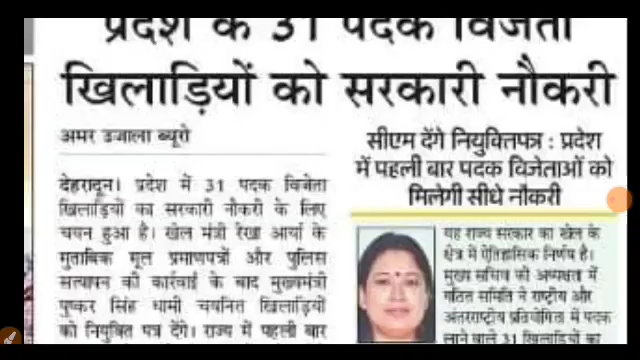 प्रदेश के 31 पदक विजेता
खिलाड़ियों को सरकारी नौकरी
अमर उजाला ब्यूरो
देहरादून। प्रदेश में 31 पदक विजेता
खिलाड़ियों का सरकारी नौकरी के लिए
चयन हुआ है। खेल मंत्री रेखा आर्या के
मुताबिक मूल प्रमाणपत्रों और पुलिस
सत्यापन की कार्रवाई के बाद मुख्यमंत्री
पुष्कर सिंह धामी चयनित खिलाड़ियों
को नियुक्ति पत्र देंगे। राज्य में पहली बार
सीएम देंगे नियुक्तिपत्र : प्रदेश
में पहली बार पदक विजेताओं को
मिलेगी सीधे नौकरी
यह राज्य सरकार का खेल के
क्षेत्र में ऐतिहासिक निर्णय है।
मुख्य सचिव की अध्यक्षता में
गठित समिति ने राष्ट्रीय और
अंतरराष्ट्रीय प्रतियोगिता में पदक
लाने वाले 31 खिलाड़ियों का